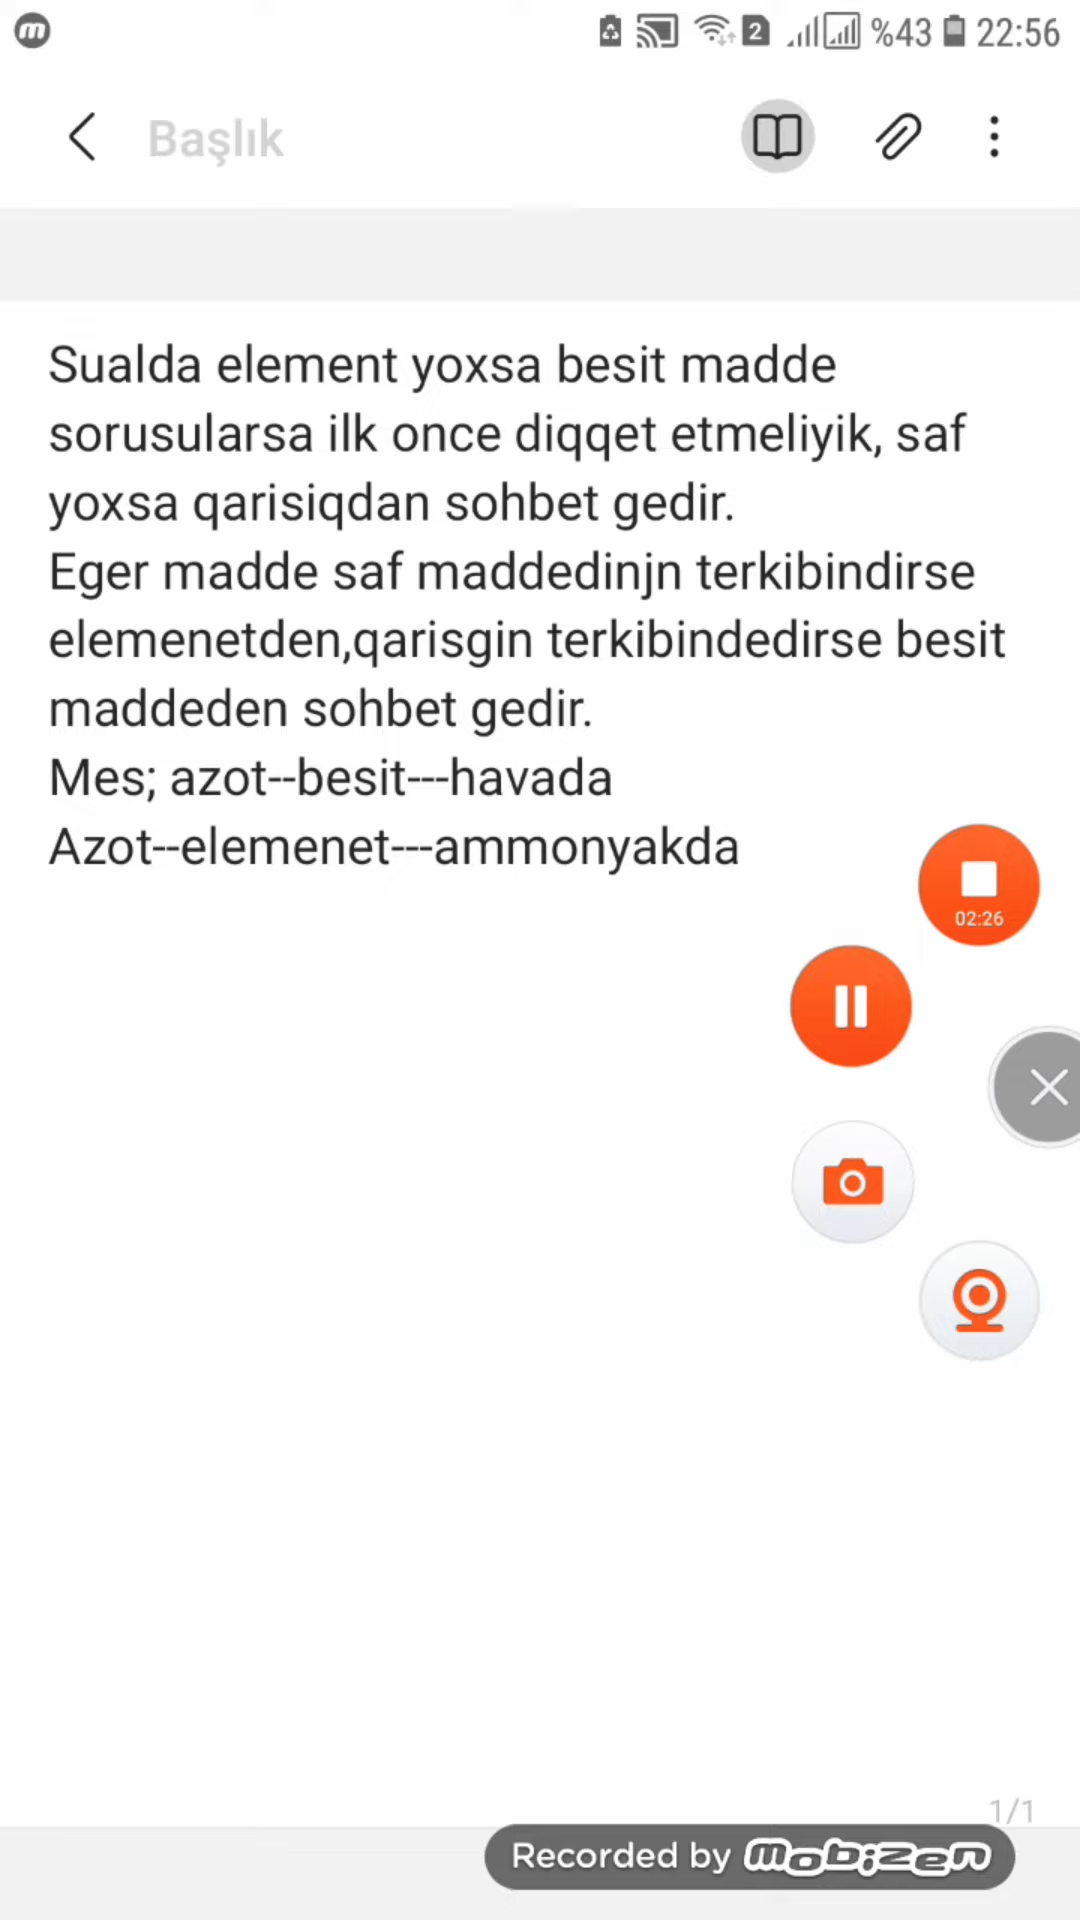 m 2 %43 22:56
Başlık
Sualda element yoxsa besit madde
sorusularsa ilk once diqqet etmeliyik, saf
yoxsa qarisiqdan sohbet gedir.
Eger madde saf maddedinjn terkibindirse
elemenetden,qarisgin terkibindedirse besit
maddeden sohbet gedir.
Mes; azot--besit---havada
Azot--elemenet---ammonyakda
02:26
1/1
Recorded by mobizen